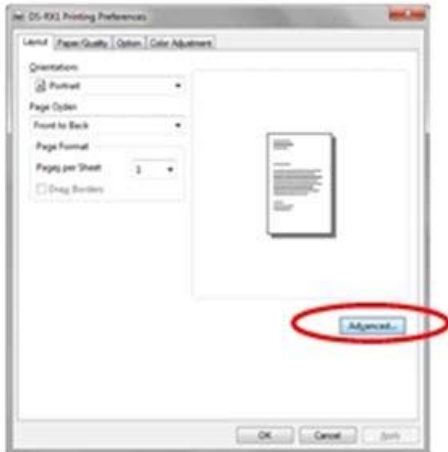 DS-RX1 Printing Preferences
Layout Paper/Quality Option Color Adjustment
Orientation:
Portrait
Page Order:
Front to Back
Page Format
Pages per Sheet 1
Draw Borders
Advanced...
OK Cancel Apply